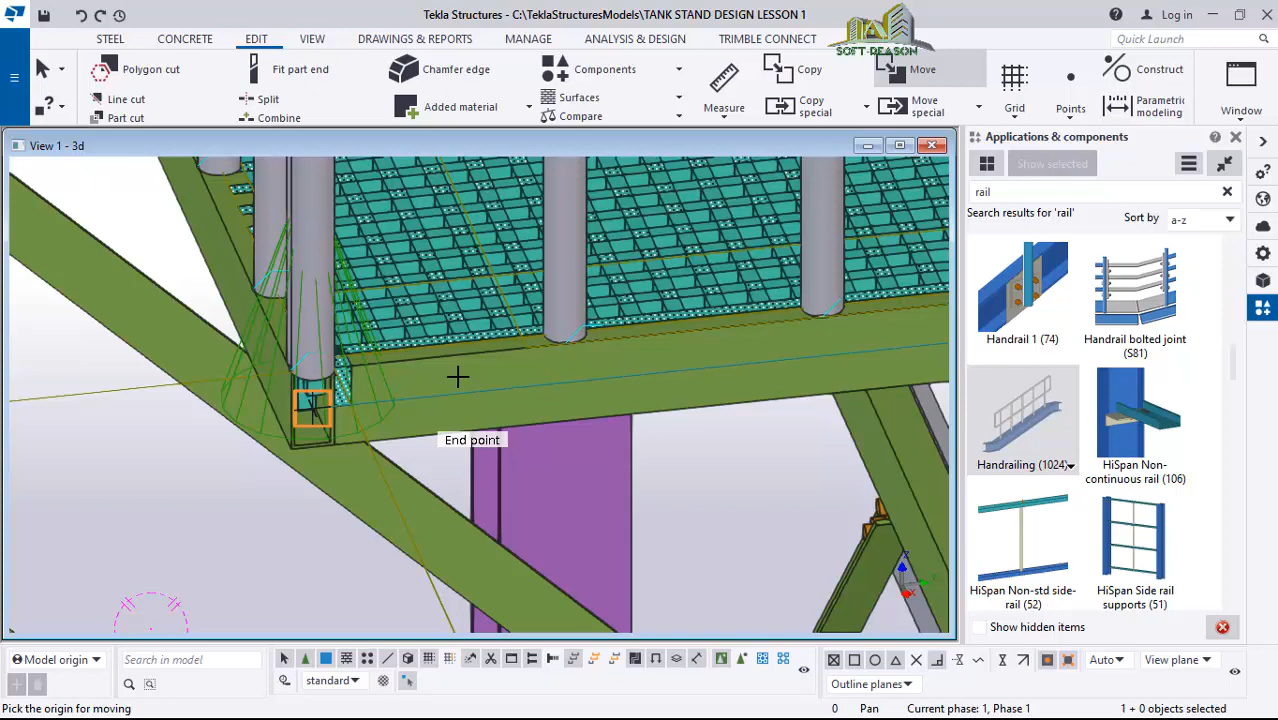 Tekla Structures - C:\TeklaStructuresModels\TANK STAND DESIGN LESSON 1
Log in
SOFT-REASON
STEEL CONCRETE EDIT VIEW DRAWINGS & REPORTS MANAGE ANALYSIS & DESIGN TRIMBLE CONNECT
Quick Launch
Polygon cut
Fit part end
Chamfer edge
Components
Copy
Move
Construct
Line cut
Split
Added material
Surfaces
Copy special
Move special
Parametric modeling
Part cut
Combine
Compare
Measure
Grid
Points
Window
View 1 - 3d
Applications & components
Show selected
rail
Search results for 'rail'
Sort by
a-z
Handrail 1 (74)
Handrail bolted joint (S81)
Handrailing (1024)
HiSpan Non-continuous rail (106)
HiSpan Non-std side-rail (52)
HiSpan Side rail supports (51)
Show hidden items
End point
Z
Model origin
Search in model
standard
Auto
View plane
Outline planes
Pick the origin for moving
0
Pan
Current phase: 1, Phase 1
1 + 0 objects selected